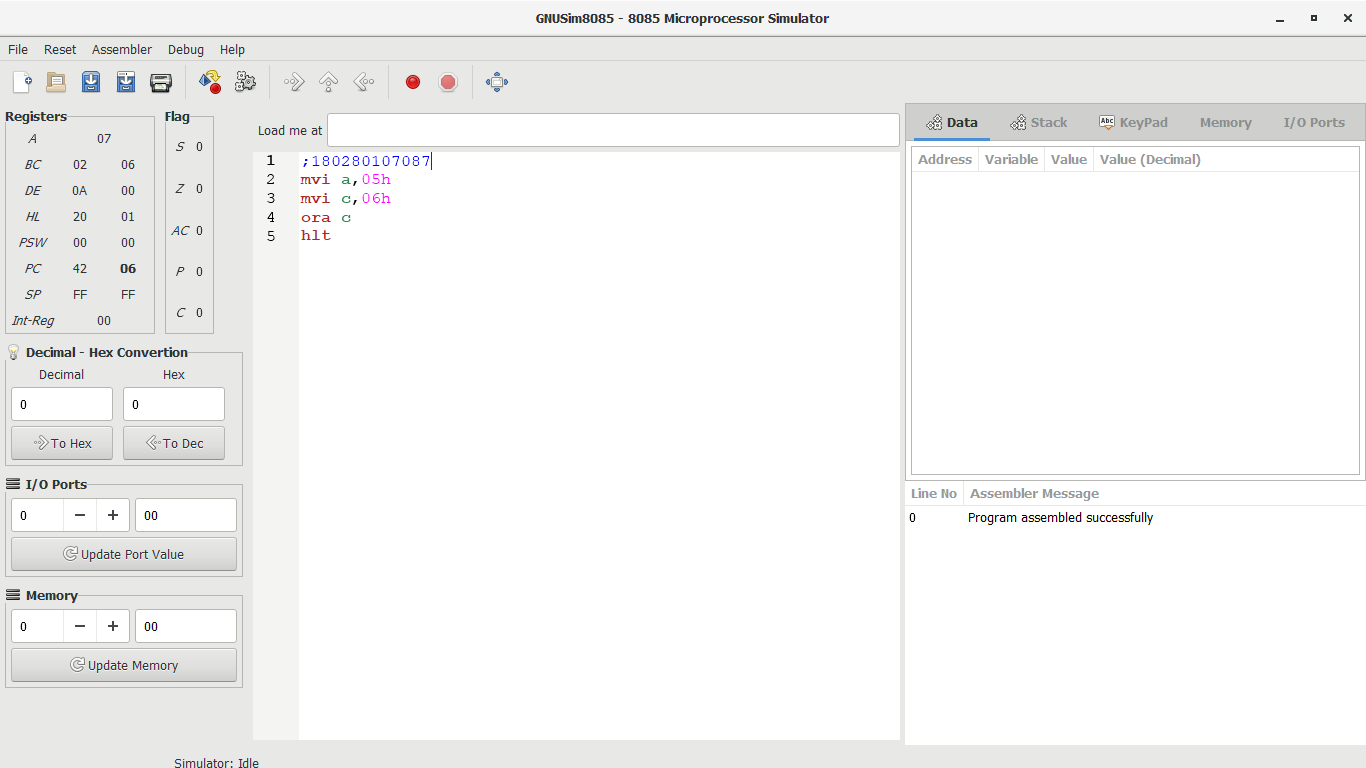 GNUSim8085 - 8085 Microprocessor Simulator
File Reset Assembler Debug Help
Registers
A 07
BC 02 06
DE 0A 00
HL 20 01
PSW 00 00
PC 42 06
SP FF FF
Int-Reg 00
Flag
S 0
Z 0
AC 0
P 0
C 0
Decimal - Hex Convertion
Decimal Hex
0 0
To Hex To Dec
I/O Ports
0 − + 00
Update Port Value
Memory
0 − + 00
Update Memory
Load me at
1 ;180280107087
2 mvi a,05h
3 mvi c,06h
4 ora c
5 hlt
Data Stack Abc KeyPad Memory I/O Ports
Address Variable Value Value (Decimal)
Line No Assembler Message
0 Program assembled successfully
Simulator: Idle